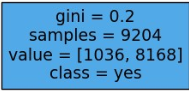 gini = 0.2
samples = 9204
value = [1036, 8168]
class = yes